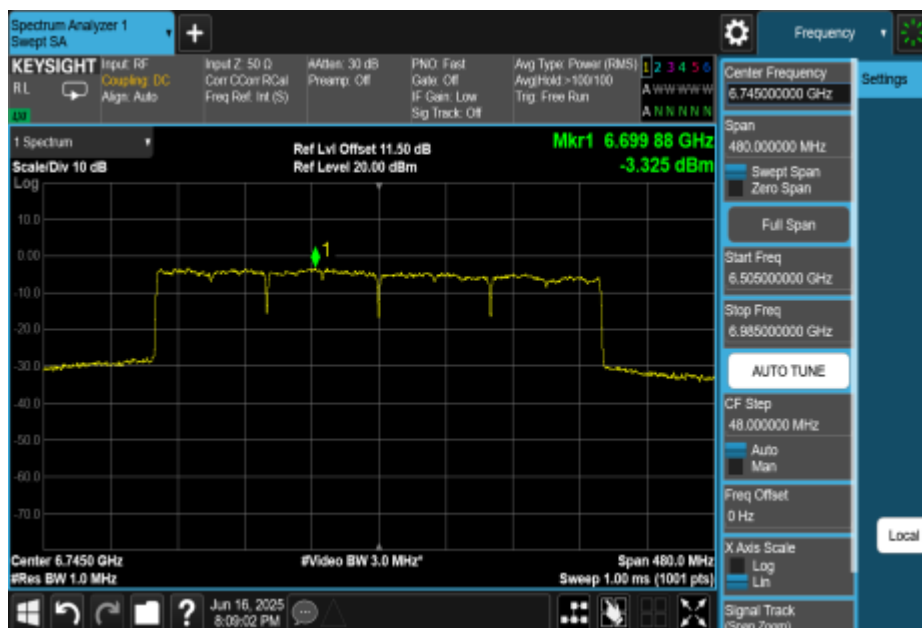 Spectrum Analyzer 1
Swept SA
+
Frequency
KEYSIGHT
RL
Input: RF
Coupling: DC
Align: Auto
Input Z: 50 Ω
Corr CCorr RCal
Freq Ref: Int (S)
#Atten: 30 dB
Preamp: Off
PNO: Fast
Gate: Off
IF Gain: Low
Sig Track: Off
Avg Type: Power (RMS)
Avg|Hold: >100/100
Trig: Free Run
1 2 3 4 5 6
A W W W W W
A N N N N N
Center Frequency
6.745000000 GHz
Settings
Span
480.000000 MHz
Swept Span
Zero Span
Full Span
Start Freq
6.505000000 GHz
Stop Freq
6.985000000 GHz
AUTO TUNE
CF Step
48.000000 MHz
Auto
Man
Freq Offset
0 Hz
X Axis Scale
Log
Lin
Signal Track
(Span Zoom)
Local
1 Spectrum
Scale/Div 10 dB
Log
Ref Lvl Offset 11.50 dB
Ref Level 20.00 dBm
Mkr1 6.699 88 GHz
-3.325 dBm
10.0
0.00
-10.0
-20.0
-30.0
-40.0
-50.0
-60.0
-70.0
1
Center 6.7450 GHz
#Res BW 1.0 MHz
#Video BW 3.0 MHz*
Span 480.0 MHz
Sweep 1.00 ms (1001 pts)
?
Jun 16, 2025
8:09:02 PM